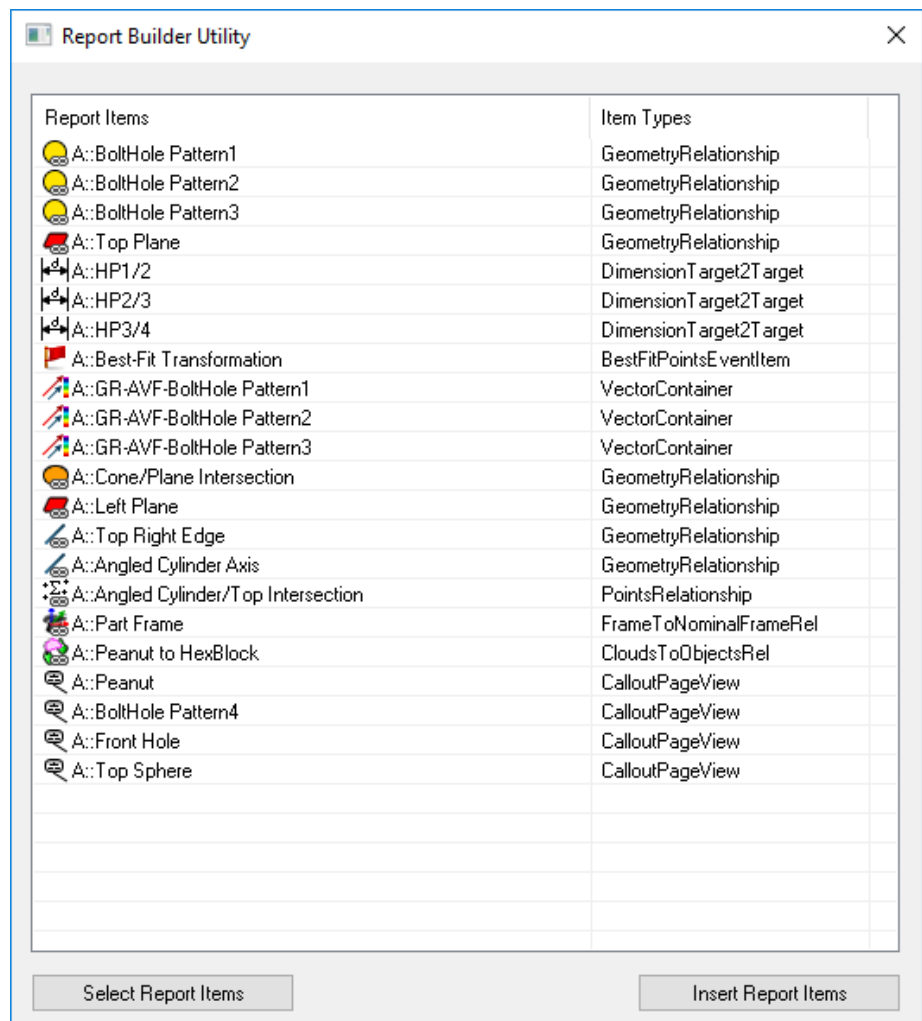 Report Builder Utility
Report Items Item Types
A::BoltHole Pattern1 GeometryRelationship
A::BoltHole Pattern2 GeometryRelationship
A::BoltHole Pattern3 GeometryRelationship
A::Top Plane GeometryRelationship
A::HP1/2 DimensionTarget2Target
A::HP2/3 DimensionTarget2Target
A::HP3/4 DimensionTarget2Target
A::Best-Fit Transformation BestFitPointsEventItem
A::GR-AVF-BoltHole Pattern1 VectorContainer
A::GR-AVF-BoltHole Pattern2 VectorContainer
A::GR-AVF-BoltHole Pattern3 VectorContainer
A::Cone/Plane Intersection GeometryRelationship
A::Left Plane GeometryRelationship
A::Top Right Edge GeometryRelationship
A::Angled Cylinder Axis GeometryRelationship
A::Angled Cylinder/Top Intersection PointsRelationship
A::Part Frame FrameToNominalFrameRel
A::Peanut to HexBlock CloudsToObjectsRel
A::Peanut CalloutPageView
A::BoltHole Pattern4 CalloutPageView
A::Front Hole CalloutPageView
A::Top Sphere CalloutPageView
Select Report Items Insert Report Items